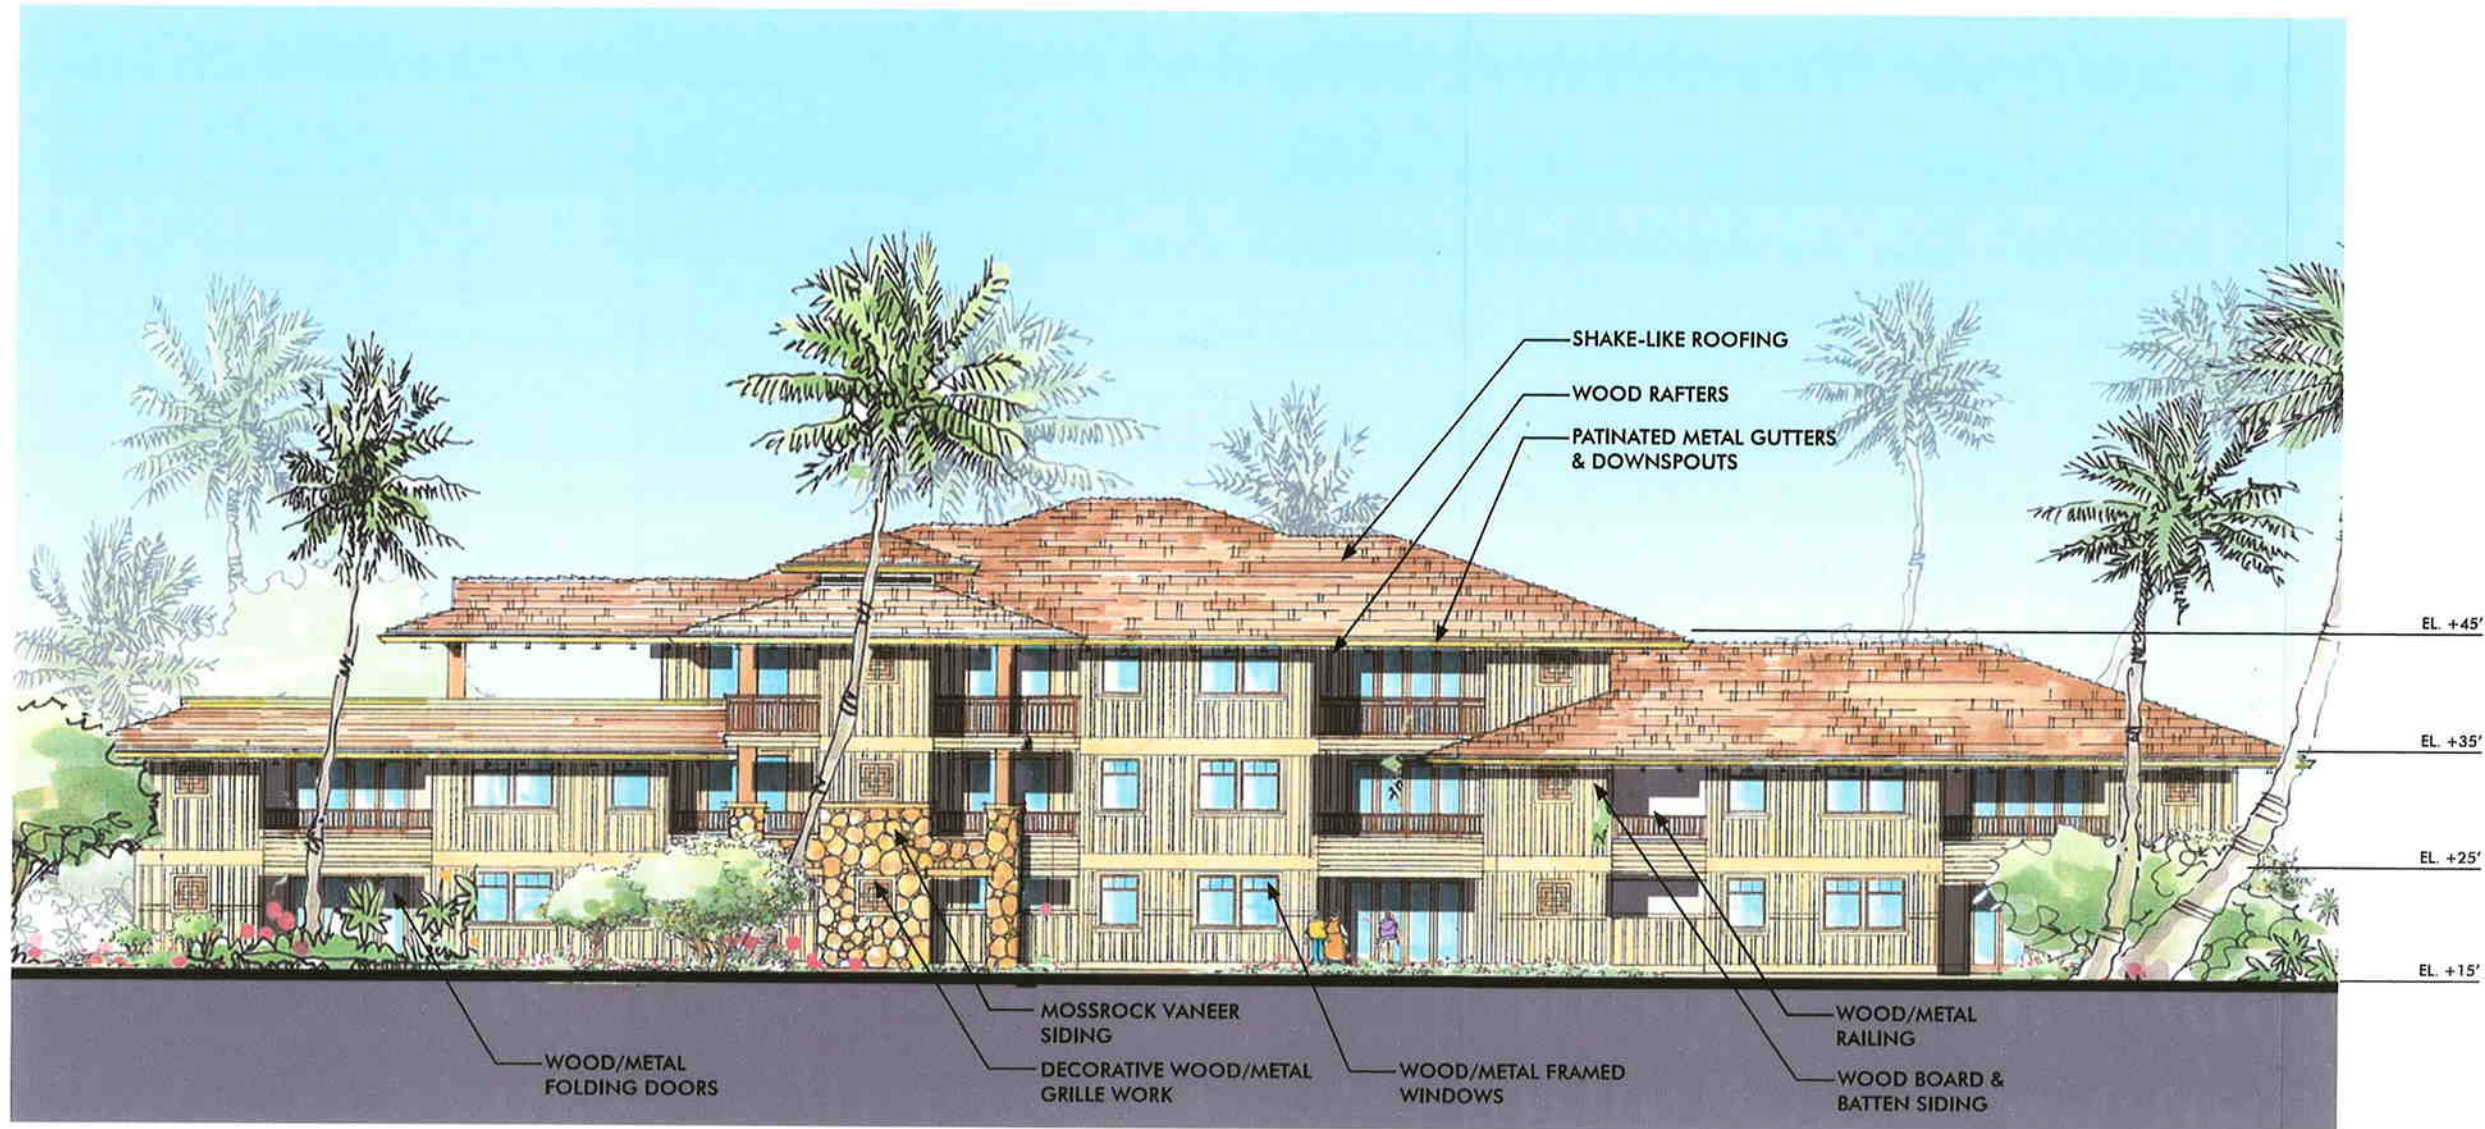 SHAKE-LIKE ROOFING
WOOD RAFTERS
PATINATED METAL GUTTERS
& DOWNSPOUTS
EL. +45'
EL. +35'
EL. +25'
EL. +15'
MOSSROCK VANEER
SIDING
WOOD/METAL
RAILING
WOOD/METAL
FOLDING DOORS
DECORATIVE WOOD/METAL
GRILLE WORK
WOOD/METAL FRAMED
WINDOWS
WOOD BOARD &
BATTEN SIDING